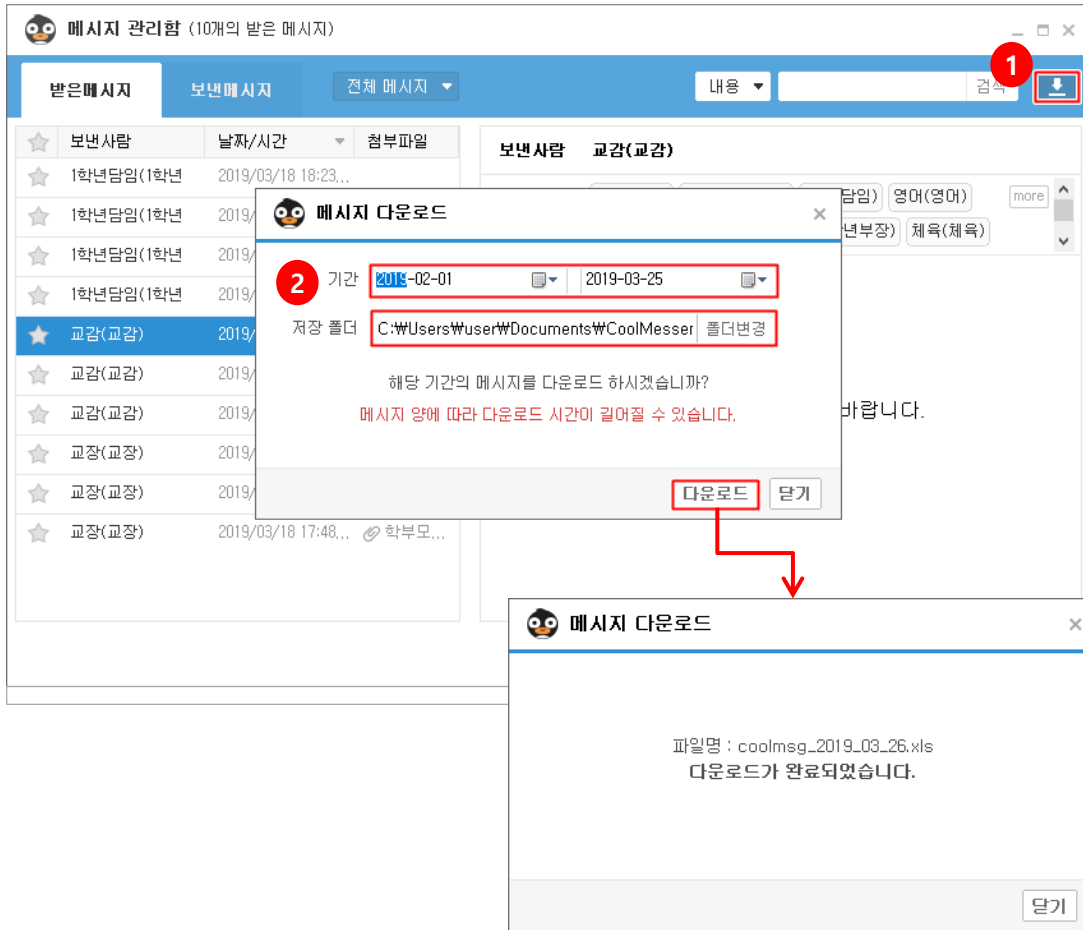 메시지 관리함 (10개의 받은 메시지)
받은메시지 보낸메시지 전체 메시지 내용 검색 1
보낸사람 날짜/시간 첨부파일
1학년담임(1학년 2019/03/18 18:23...
1학년담임(1학년 2019/
1학년담임(1학년 2019/
1학년담임(1학년 2019/
교감(교감) 2019/
교감(교감) 2019/
교감(교감) 2019/
교장(교장) 2019/
교장(교장) 2019/
교장(교장) 2019/03/18 17:48... 학부모...
보낸사람 교감(교감)
담임) 영어(영어) more
년부장) 체육(체육)
바랍니다.
메시지 다운로드
2 기간 2019-02-01 2019-03-25
저장 폴더 C:₩Users₩user₩Documents₩CoolMesser 폴더변경
해당 기간의 메시지를 다운로드 하시겠습니까?
메시지 양에 따라 다운로드 시간이 길어질 수 있습니다.
다운로드 닫기
메시지 다운로드
파일명 : coolmsg_2019_03_26.xls
다운로드가 완료되었습니다.
닫기